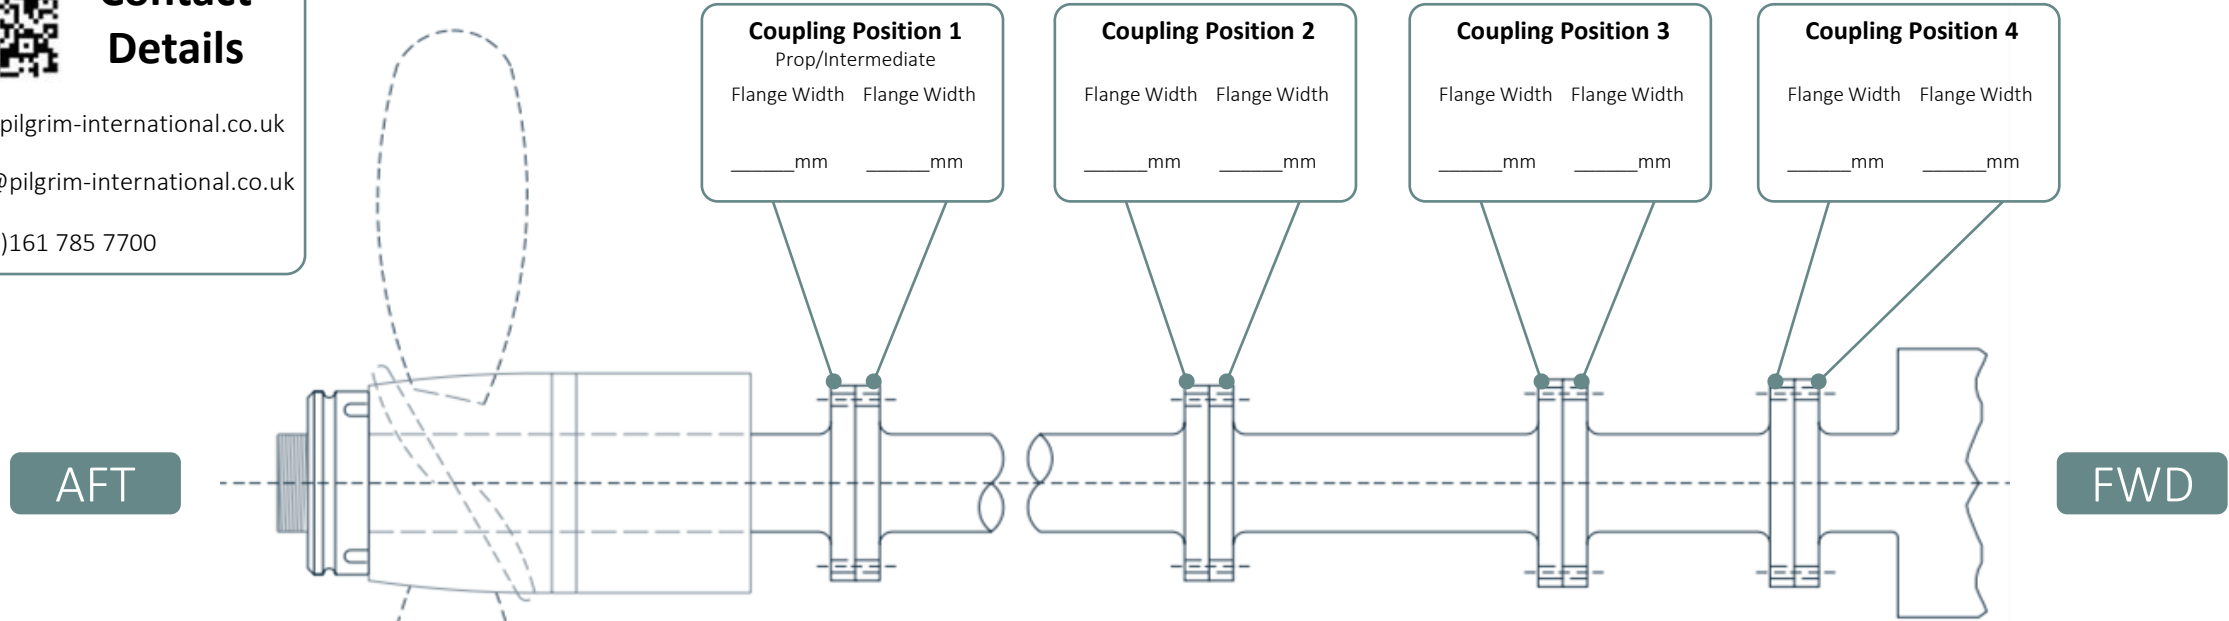 Contact
Details
pilgrim-international.co.uk
@pilgrim-international.co.uk
)161 785 7700
Coupling Position 1
Prop/Intermediate
Flange Width Flange Width
______mm ______mm
Coupling Position 2
Flange Width Flange Width
______mm ______mm
Coupling Position 3
Flange Width Flange Width
______mm ______mm
Coupling Position 4
Flange Width Flange Width
______mm ______mm
AFT
FWD